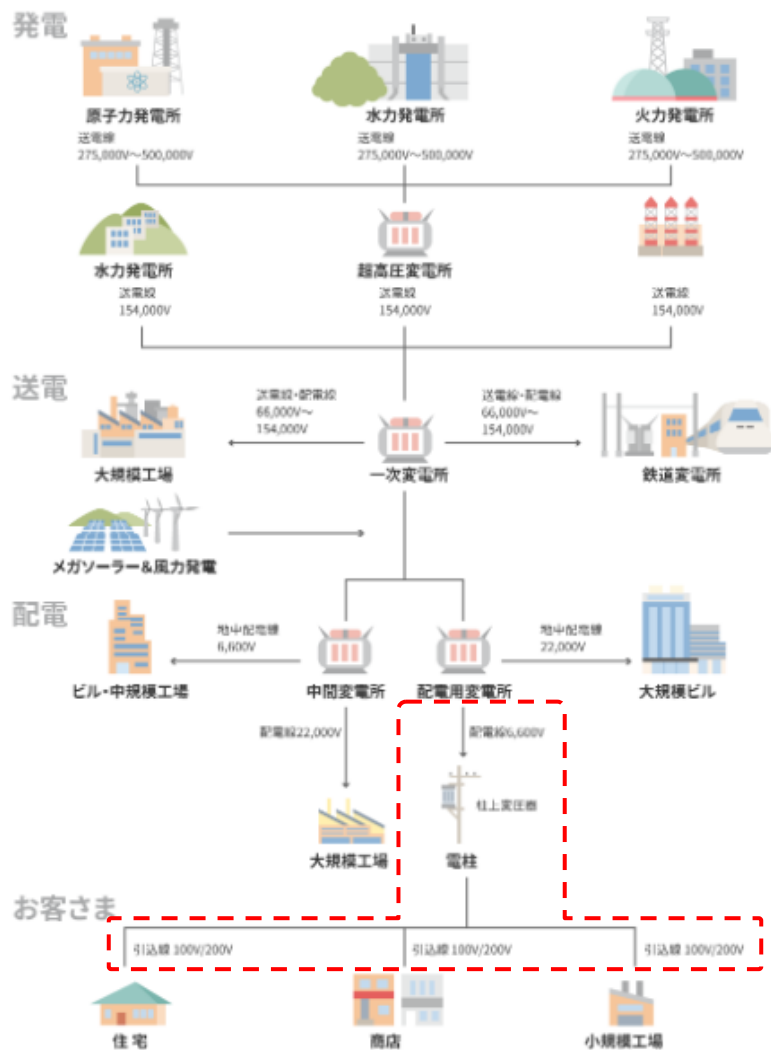 発電
原子力発電所
送電線
275,000V～500,000V
水力発電所
送電線
275,000V～500,000V
火力発電所
送電線
275,000V～500,000V
水力発電所
送電線
154,000V
超高圧変電所
送電線
154,000V
送電線
154,000V
送電
大規模工場
送電線・配電線
66,000V～
154,000V
一次変電所
送電線・配電線
66,000V～
154,000V
鉄道変電所
メガソーラー&風力発電
配電
ビル・中規模工場
地中配電線
6,600V
中間変電所
配電用変電所
地中配電線
22,000V
大規模ビル
配電線22,000V
配電線6,600V
柱上変圧器
大規模工場
電柱
お客さま
引込線 100V/200V
引込線 100V/200V
引込線 100V/200V
住宅
商店
小規模工場